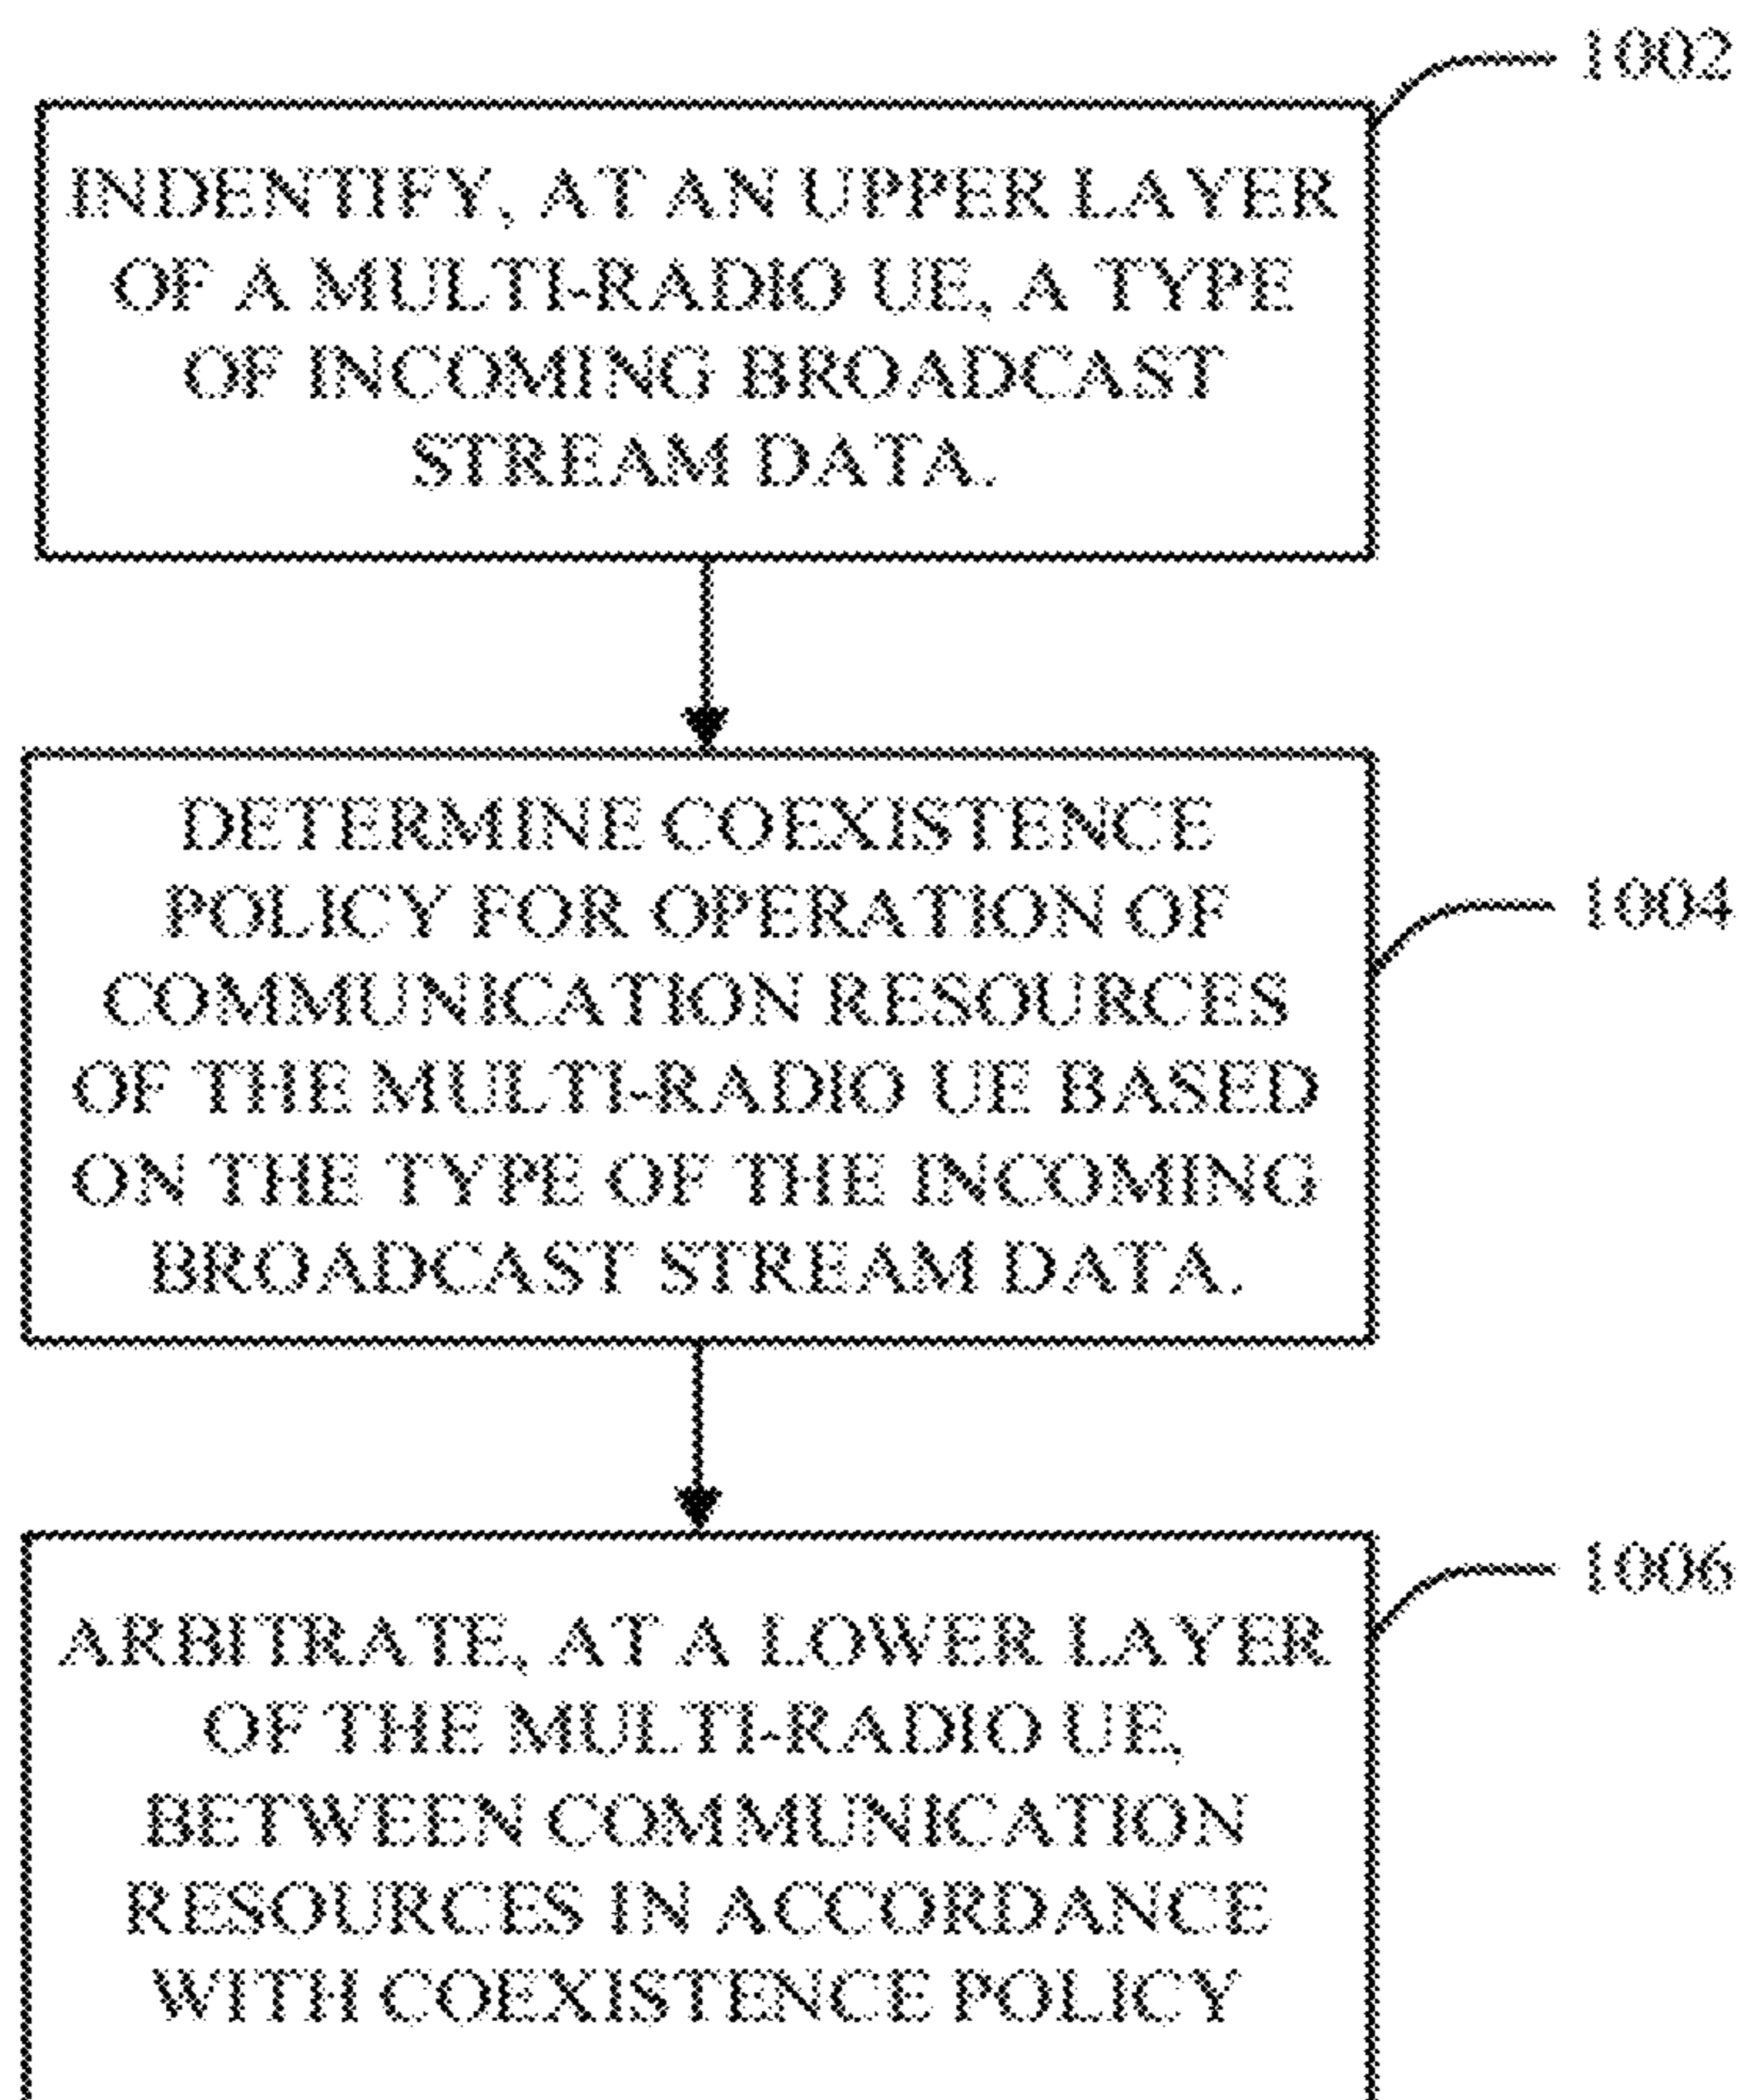 1002
INDENTIFY, AT AN UPPER LAYER
OF A MULTI-RADIO UE, A TYPE
OF INCOMING BROADCAST
STREAM DATA.
DETERMINE COEXISTENCE
POLICY FOR OPERATION OF
COMMUNICATION RESOURCES
OF THE MULTI-RADIO UE BASED
ON THE TYPE OF THE INCOMING
BROADCAST STREAM DATA.
1004
ARBITRATE, AT A LOWER LAYER
OF THE MULTI-RADIO UE,
BETWEEN COMMUNICATION
RESOURCES IN ACCORDANCE
WITH COEXISTENCE POLICY
1006